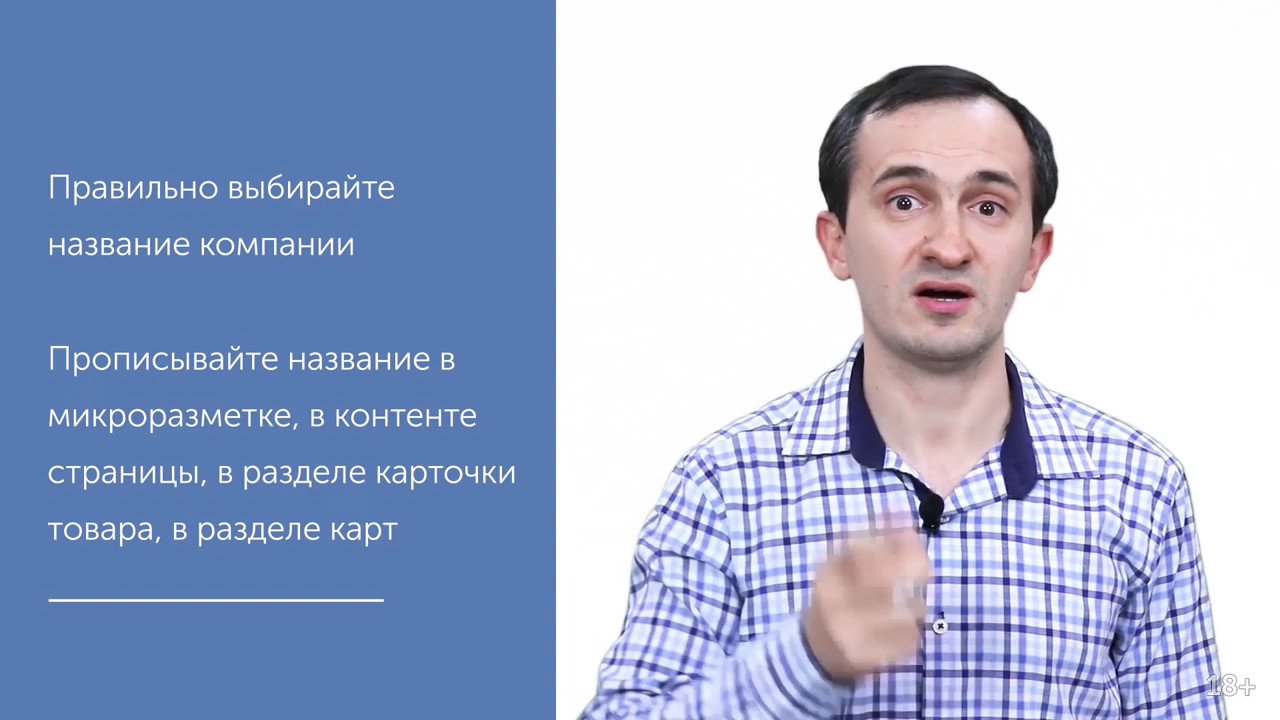 Правильно выбирайте
название компании
Прописывайте название в
микроразметке, в контенте
страницы, в разделе карточки
товара, в разделе карт
18+